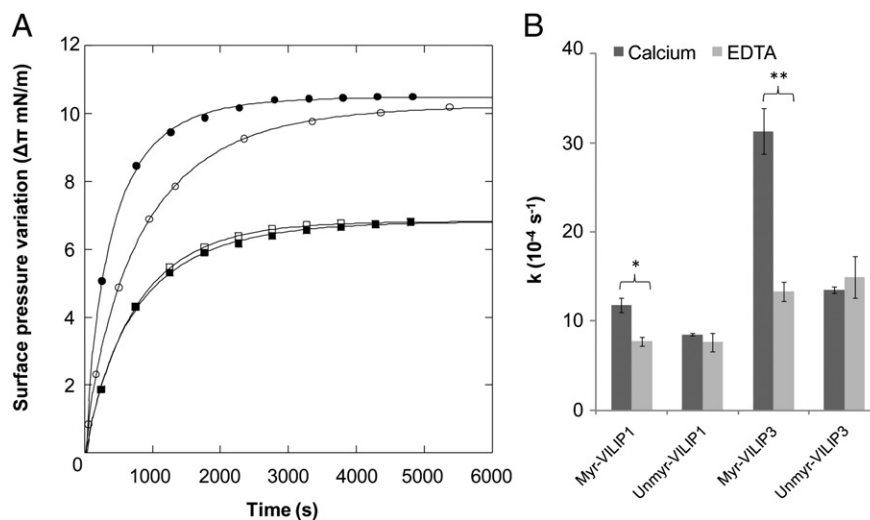 A
Surface pressure variation (Δπ mN/m)
12
10
8
6
4
2
0
1000
2000
3000
4000
5000
6000
Time (s)
B
Calcium
EDTA
k (10⁻⁴ s⁻¹)
40
30
20
10
0
*
**
Myr-VILIP1
Unmyr-VILIP1
Myr-VILIP3
Unmyr-VILIP3